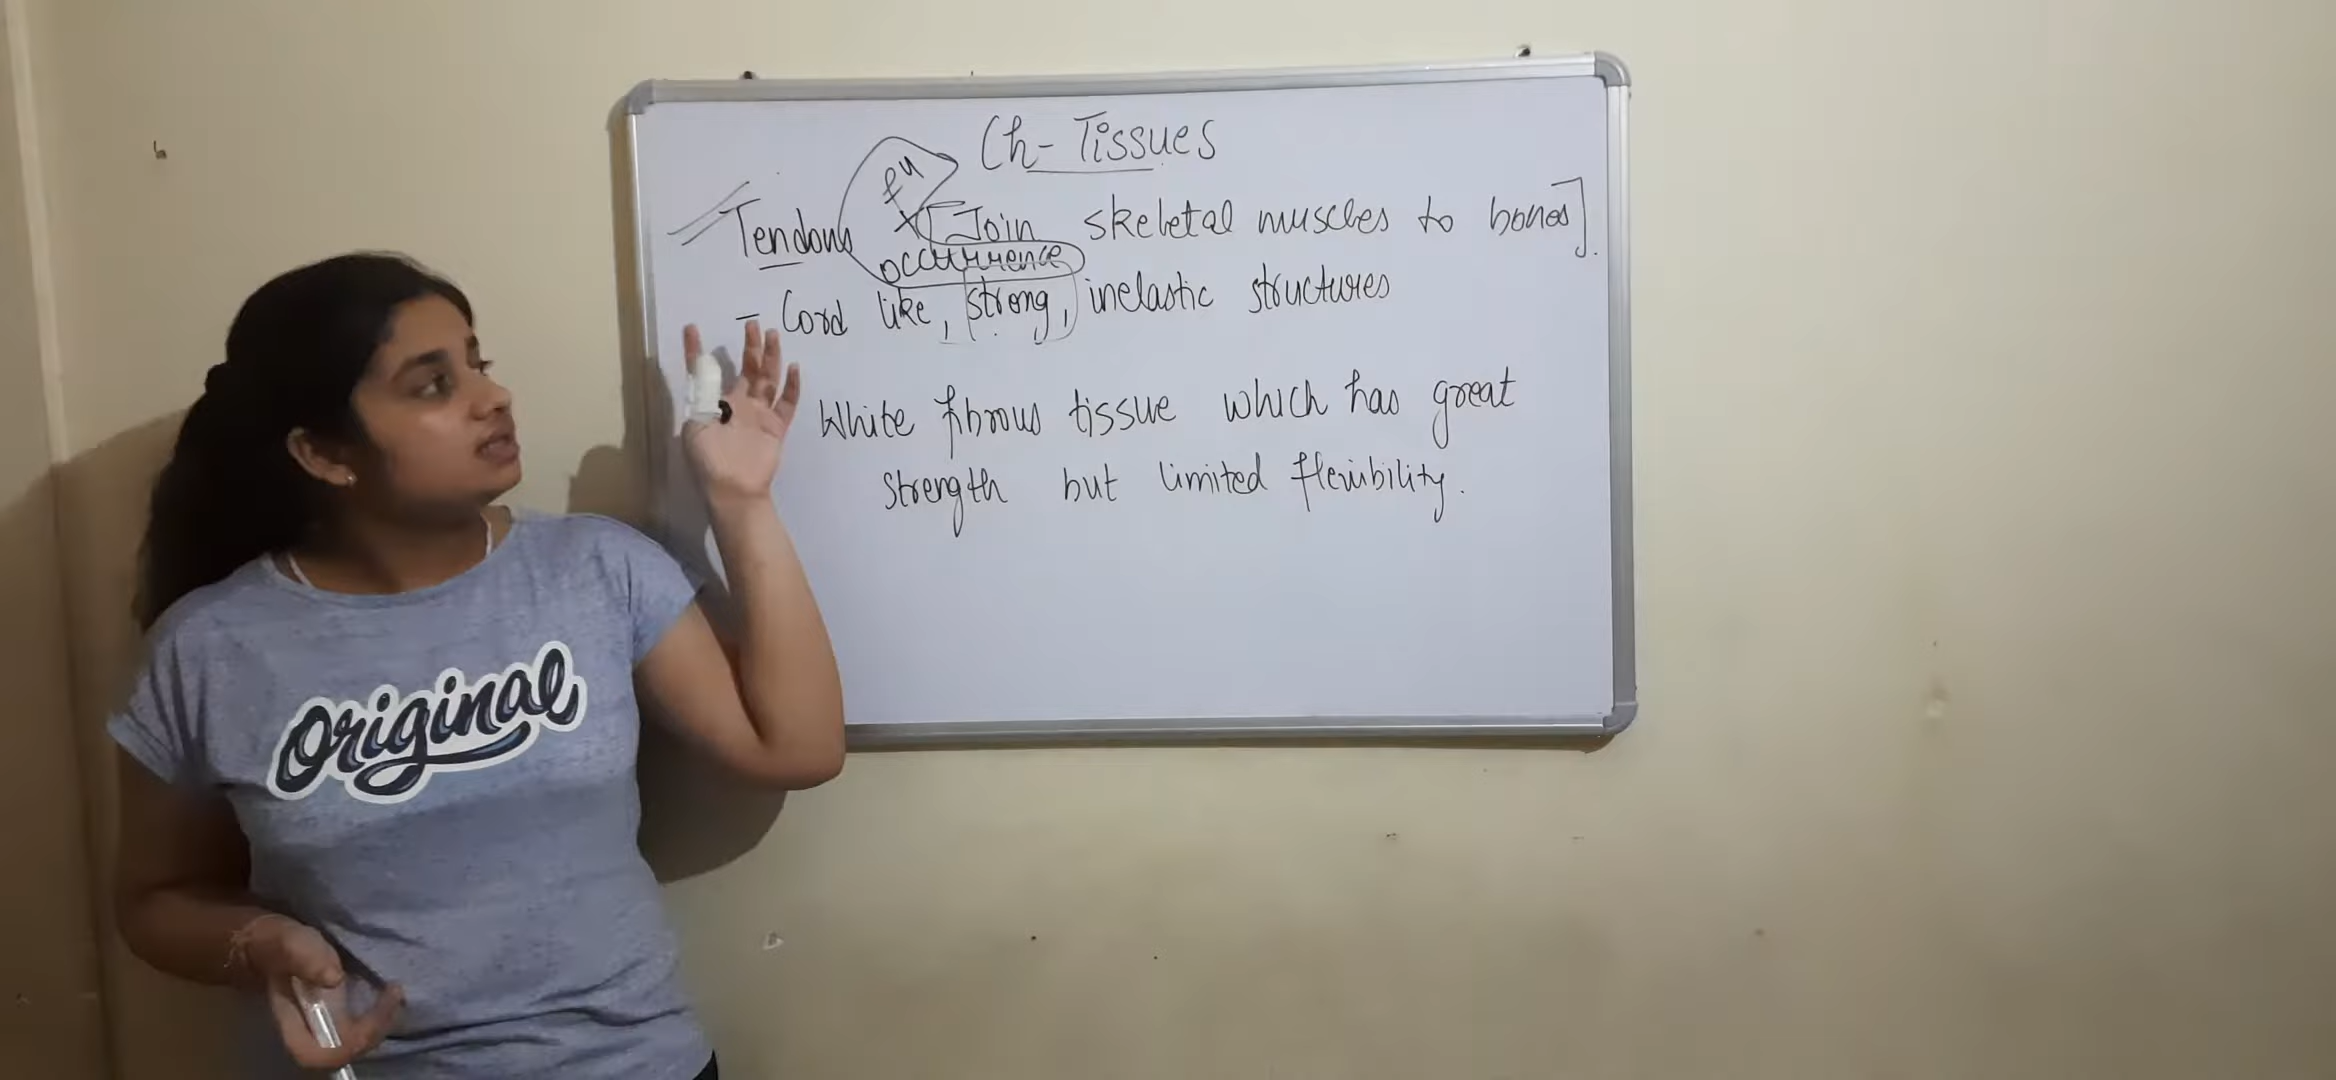 Ch- Tissues
Tendons [Join skeletal muscles to bones].
fn
occurrence
- Cord like, strong, inelastic structures
White fibrous tissue which has great
strength but limited flexibility.
Original